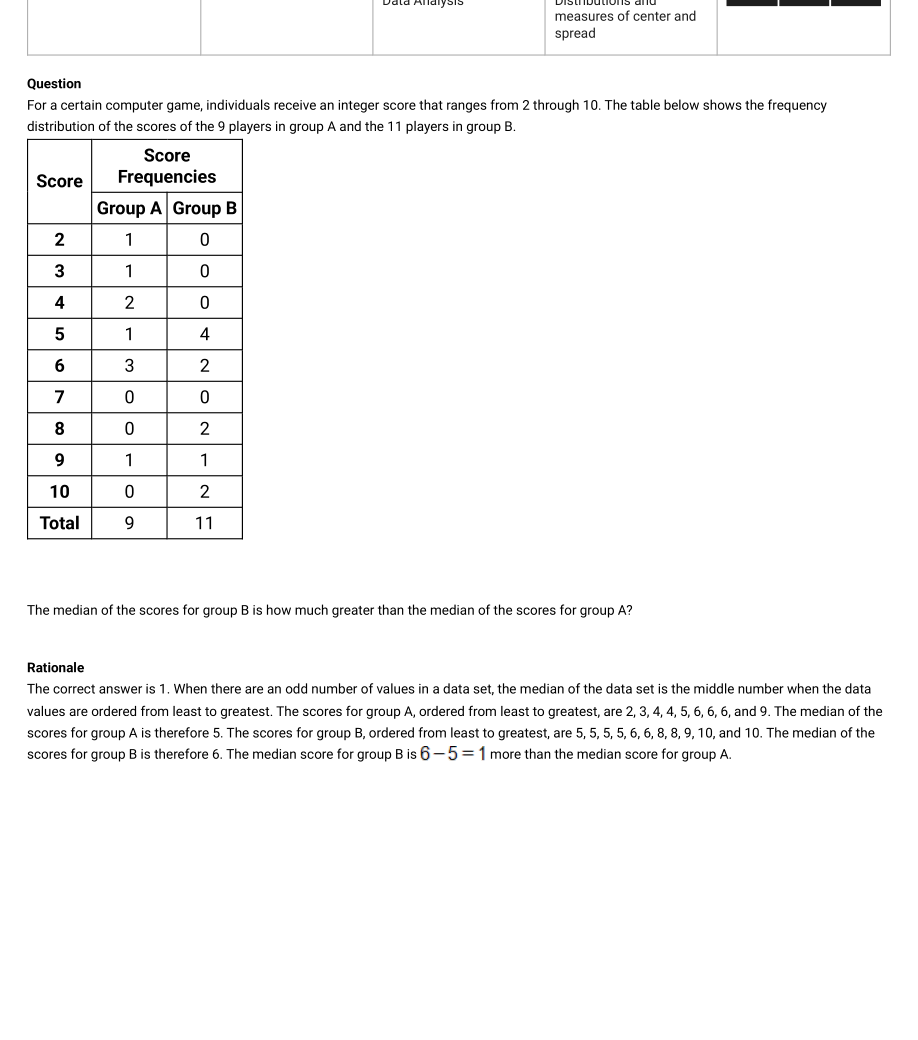 Data Analysis
Distributions and
measures of center and
spread
Question
For a certain computer game, individuals receive an integer score that ranges from 2 through 10. The table below shows the frequency
distribution of the scores of the 9 players in group A and the 11 players in group B.
Score
Score Frequencies
Group A Group B
2 1 0
3 1 0
4 2 0
5 1 4
6 3 2
7 0 0
8 0 2
9 1 1
10 0 2
Total 9 11
The median of the scores for group B is how much greater than the median of the scores for group A?
Rationale
The correct answer is 1. When there are an odd number of values in a data set, the median of the data set is the middle number when the data
values are ordered from least to greatest. The scores for group A, ordered from least to greatest, are 2, 3, 4, 4, 5, 6, 6, 6, and 9. The median of the
scores for group A is therefore 5. The scores for group B, ordered from least to greatest, are 5, 5, 5, 5, 6, 6, 8, 8, 9, 10, and 10. The median of the
scores for group B is therefore 6. The median score for group B is 6 – 5 = 1 more than the median score for group A.